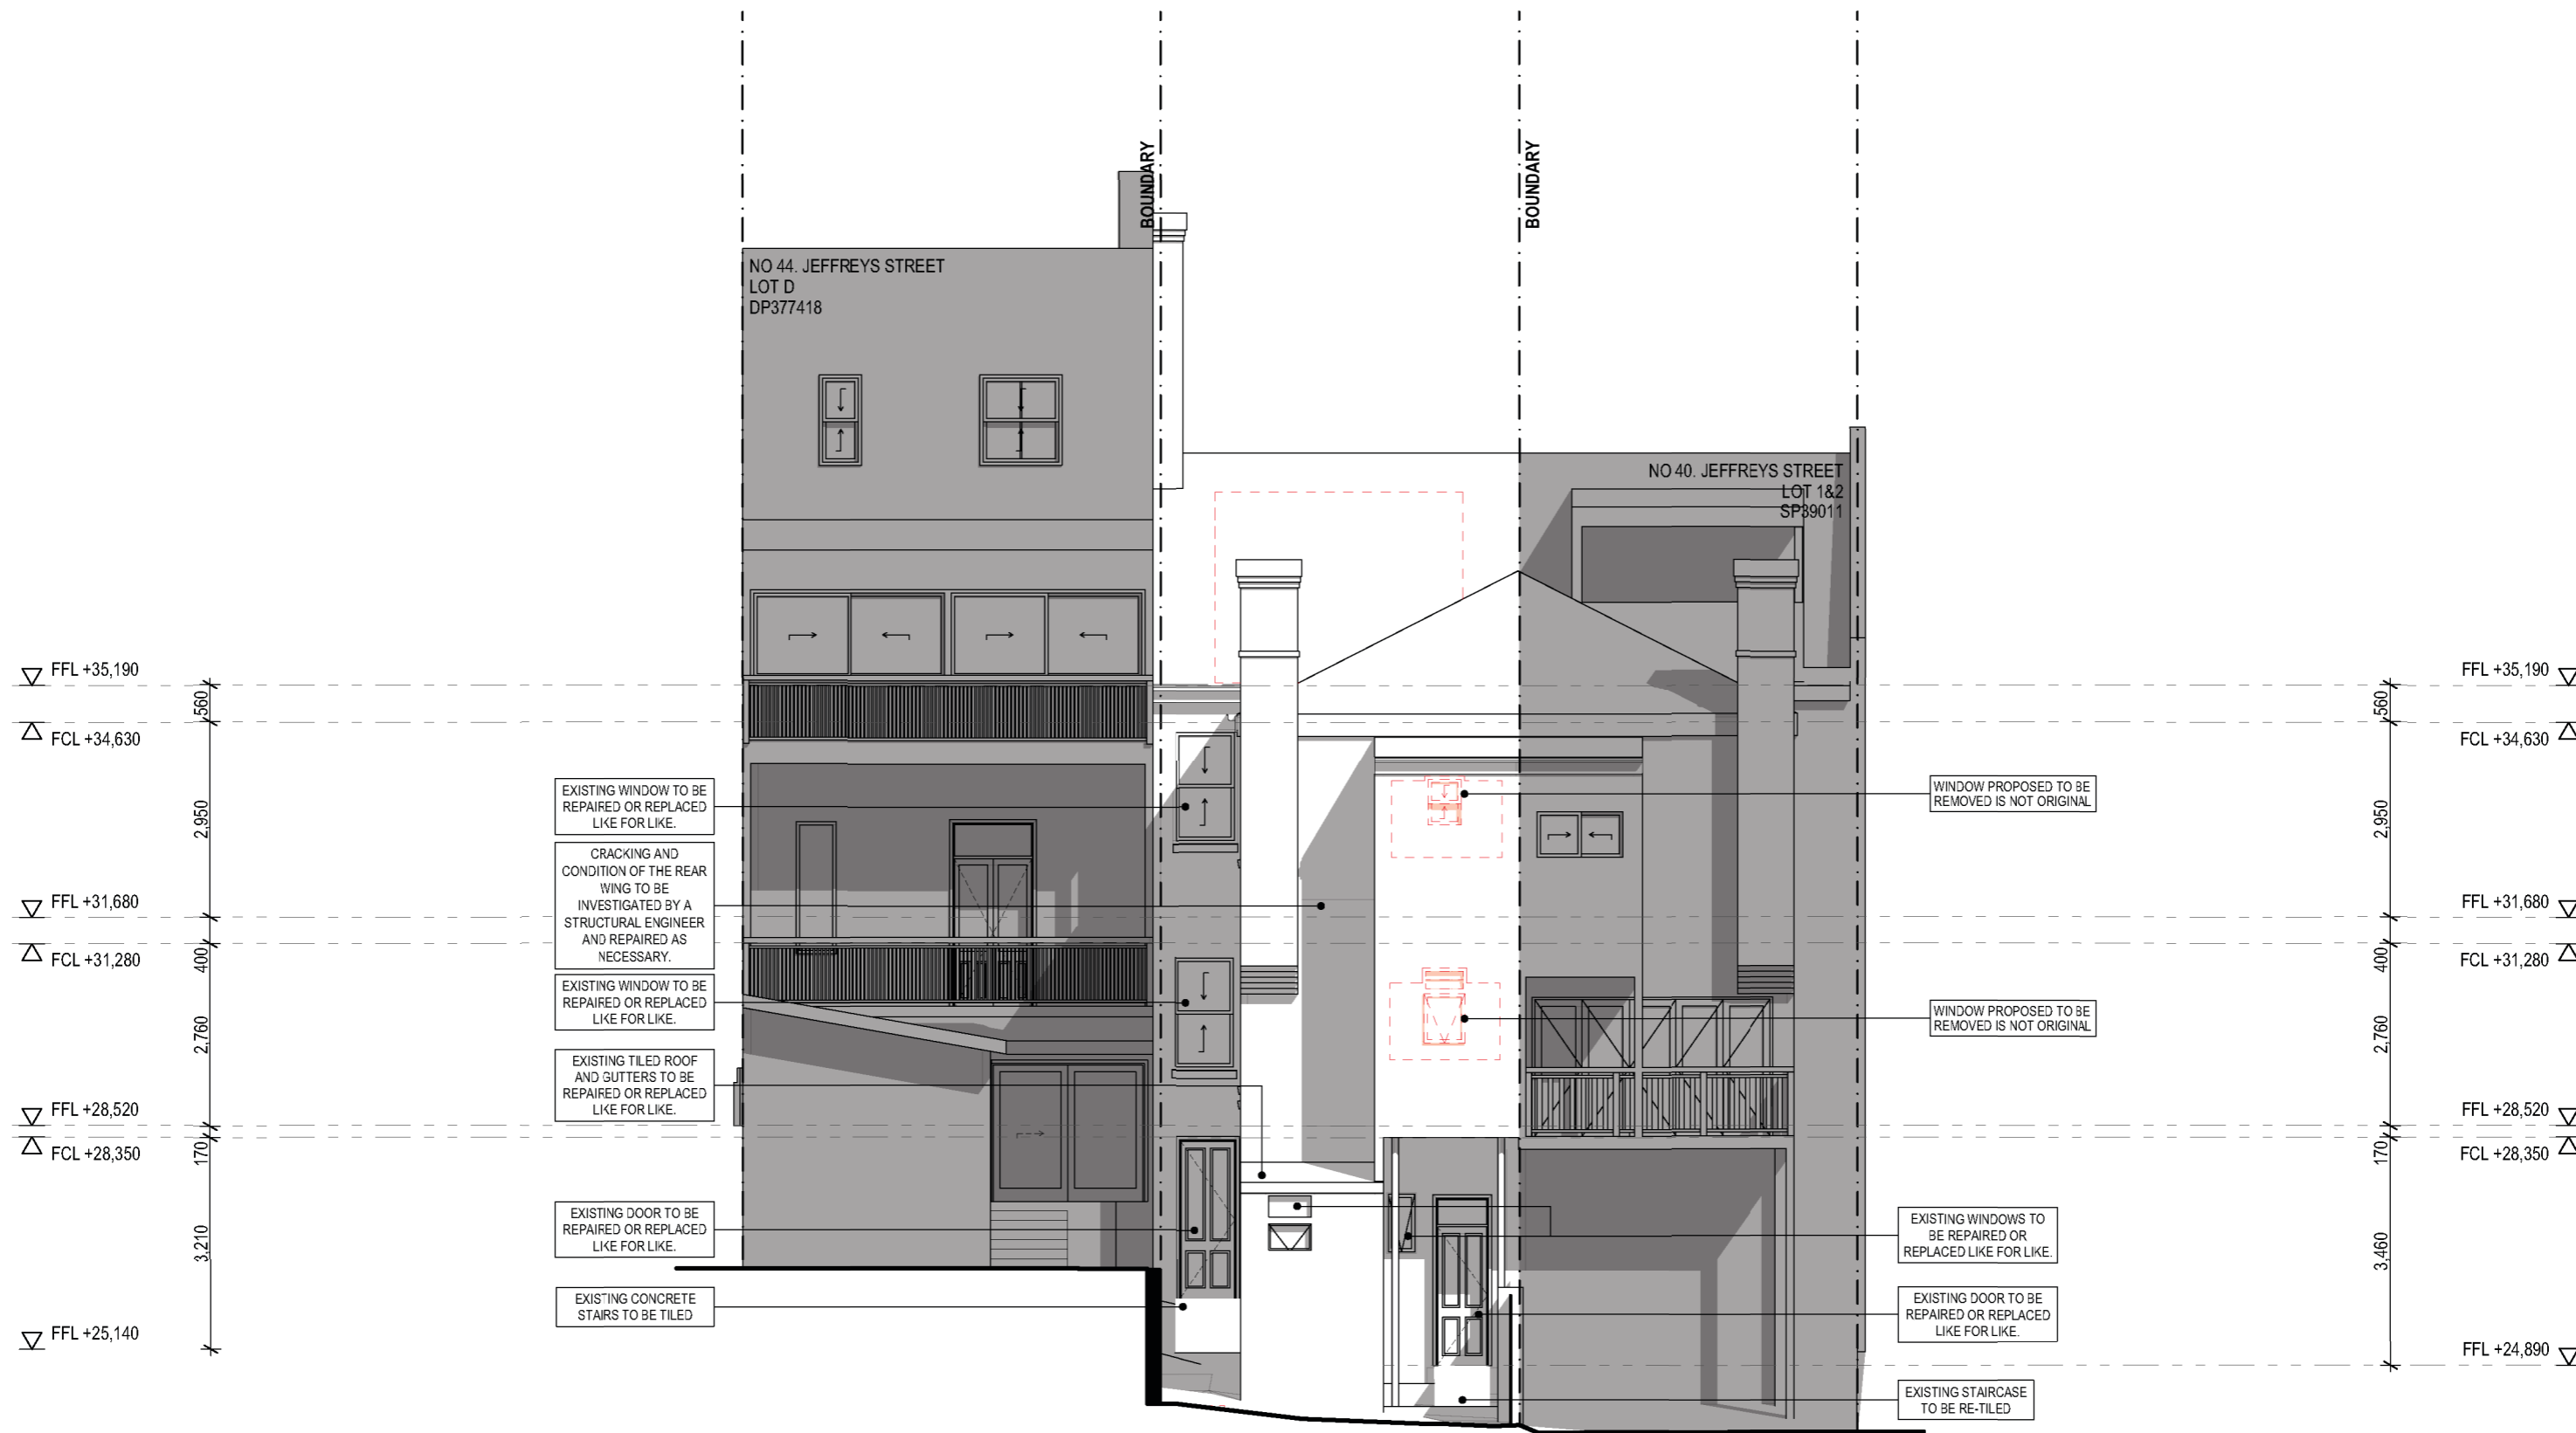 BOUNDARY
BOUNDARY
NO 44. JEFFREYS STREET
LOT D
DP377418
NO 40. JEFFREYS STREET
LOT 1&2
SP39011
FFL +35,190
FCL +34,630
FFL +31,680
FCL +31,280
FFL +28,520
FCL +28,350
FFL +25,140
560
2,950
400
2,760
170
3,210
EXISTING WINDOW TO BE
REPAIRED OR REPLACED
LIKE FOR LIKE.
CRACKING AND
CONDITION OF THE REAR
WING TO BE
INVESTIGATED BY A
STRUCTURAL ENGINEER
AND REPAIRED AS
NECESSARY.
EXISTING WINDOW TO BE
REPAIRED OR REPLACED
LIKE FOR LIKE.
EXISTING TILED ROOF
AND GUTTERS TO BE
REPAIRED OR REPLACED
LIKE FOR LIKE.
EXISTING DOOR TO BE
REPAIRED OR REPLACED
LIKE FOR LIKE.
EXISTING CONCRETE
STAIRS TO BE TILED
WINDOW PROPOSED TO BE
REMOVED IS NOT ORIGINAL
WINDOW PROPOSED TO BE
REMOVED IS NOT ORIGINAL
EXISTING WINDOWS TO
BE REPAIRED OR
REPLACED LIKE FOR LIKE.
EXISTING DOOR TO BE
REPAIRED OR REPLACED
LIKE FOR LIKE.
EXISTING STAIRCASE
TO BE RE-TILED
560
2,950
400
2,760
170
3,460
FFL +35,190
FCL +34,630
FFL +31,680
FCL +31,280
FFL +28,520
FCL +28,350
FFL +24,890